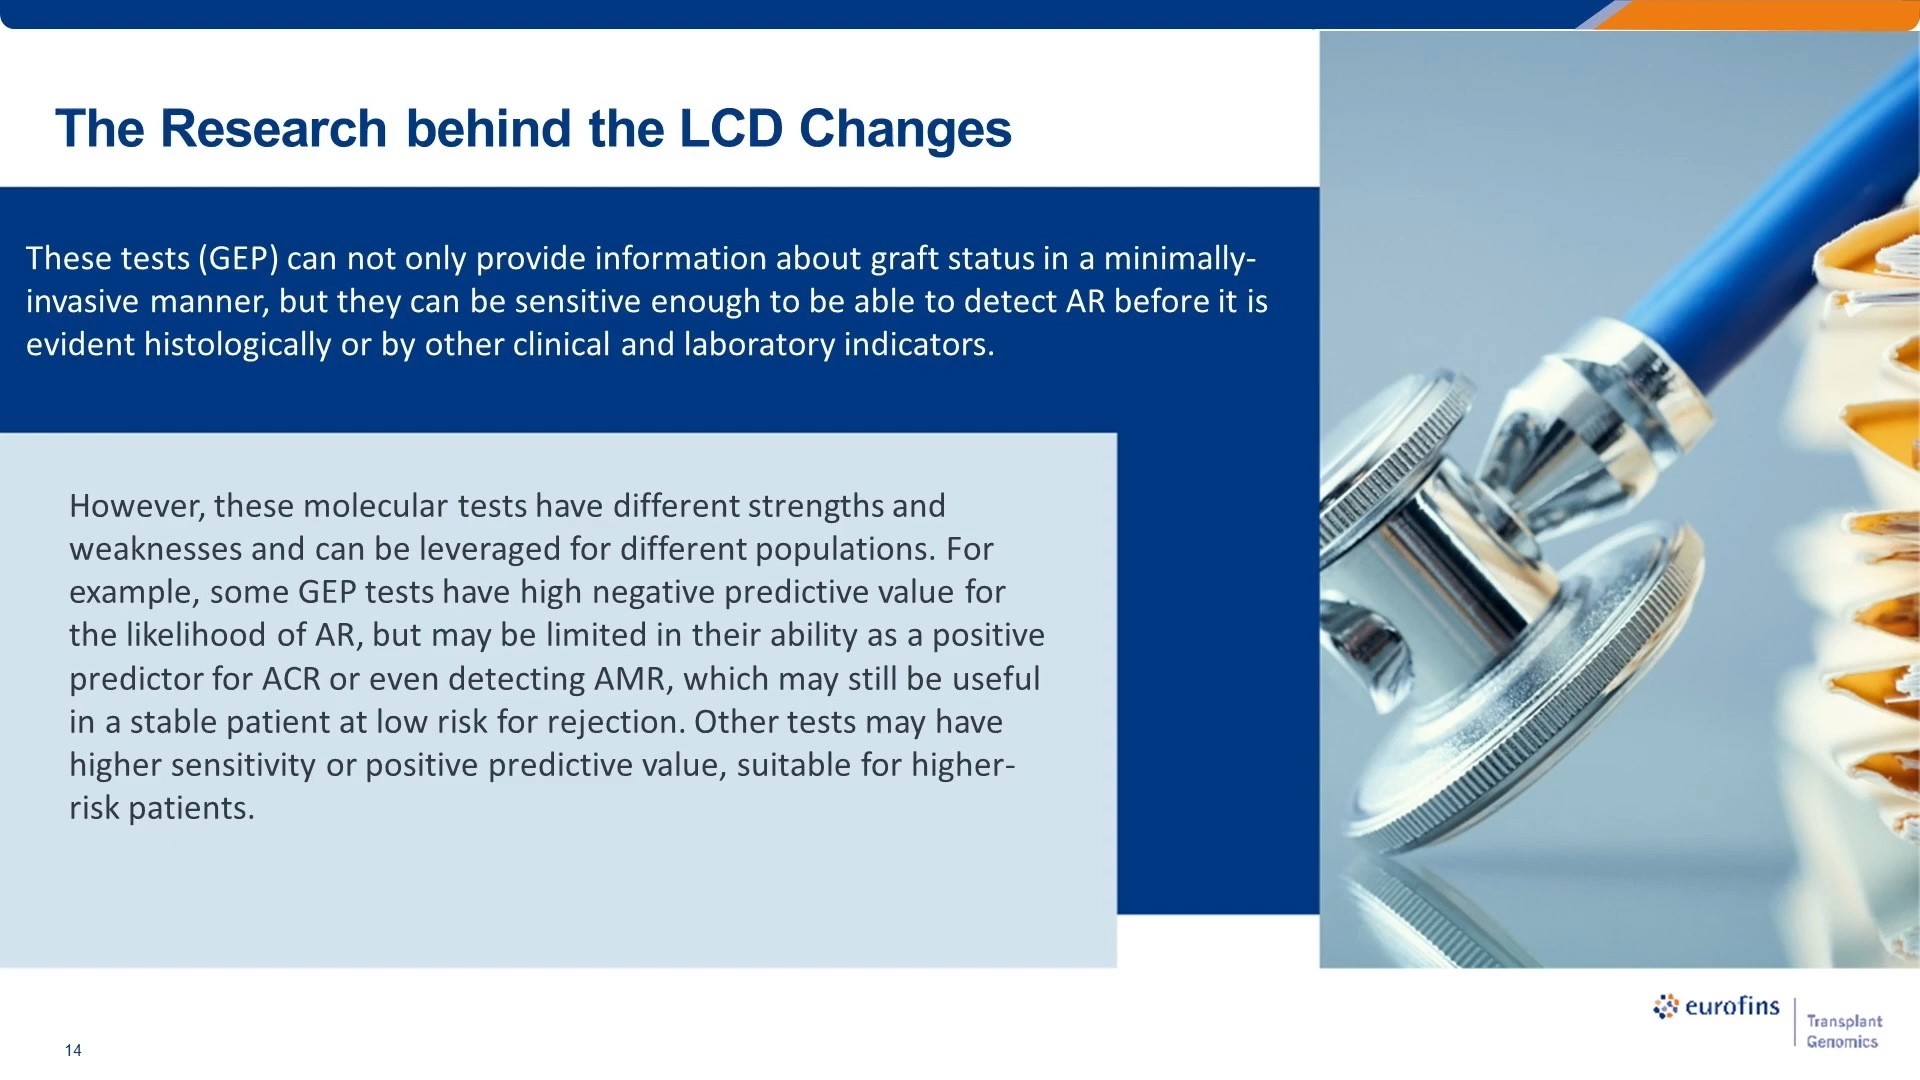 The Research behind the LCD Changes
These tests (GEP) can not only provide information about graft status in a minimally-
invasive manner, but they can be sensitive enough to be able to detect AR before it is
evident histologically or by other clinical and laboratory indicators.
However, these molecular tests have different strengths and
weaknesses and can be leveraged for different populations. For
example, some GEP tests have high negative predictive value for
the likelihood of AR, but may be limited in their ability as a positive
predictor for ACR or even detecting AMR, which may still be useful
in a stable patient at low risk for rejection. Other tests may have
higher sensitivity or positive predictive value, suitable for higher-
risk patients.
eurofins
Transplant
Genomics
14